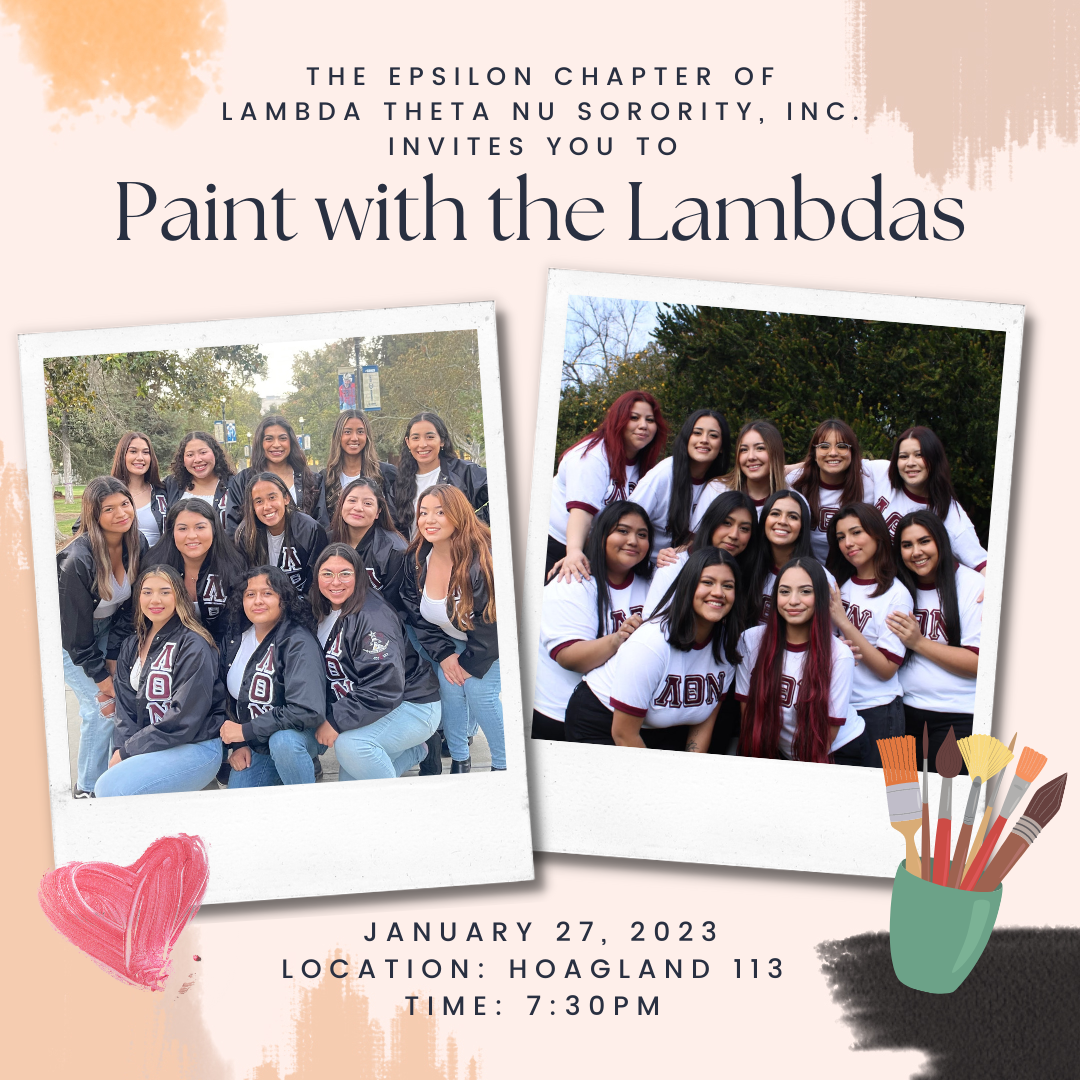 THE EPSILON CHAPTER OF
LAMBDA THETA NU SORORITY, INC.
INVITES YOU TO
Paint with the Lambdas
ΛΘΝ
JANUARY 27, 2023
LOCATION: HOAGLAND 113
TIME: 7:30PM